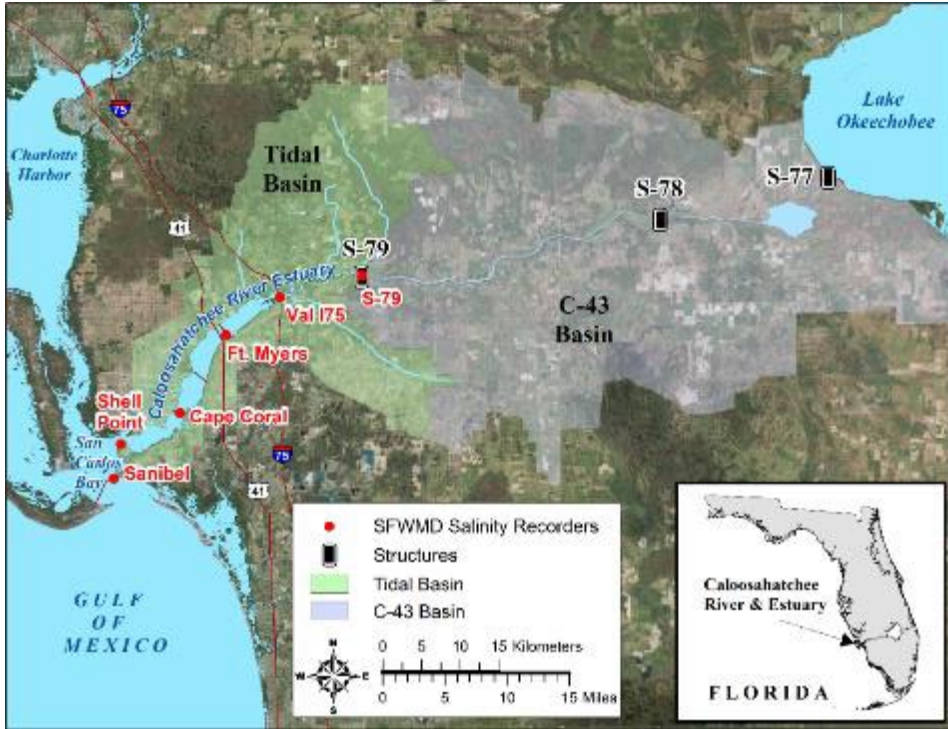 75
Charlotte
Harbor
41
Tidal
Basin
Lake
Okeechobee
S-77
S-78
S-79
S-79
Caloosahatchee River Estuary
Val I75
Ft. Myers
C-43
Basin
Shell
Point
Cape Coral
San
Carlos
Bay
Sanibel
75
41
GULF
OF
MEXICO
SFWMD Salinity Recorders
Structures
Tidal Basin
C-43 Basin
N
W E
S
0 5 10 15 Kilometers
0 5 10 15 Miles
Caloosahatchee
River & Estuary
FLORIDA